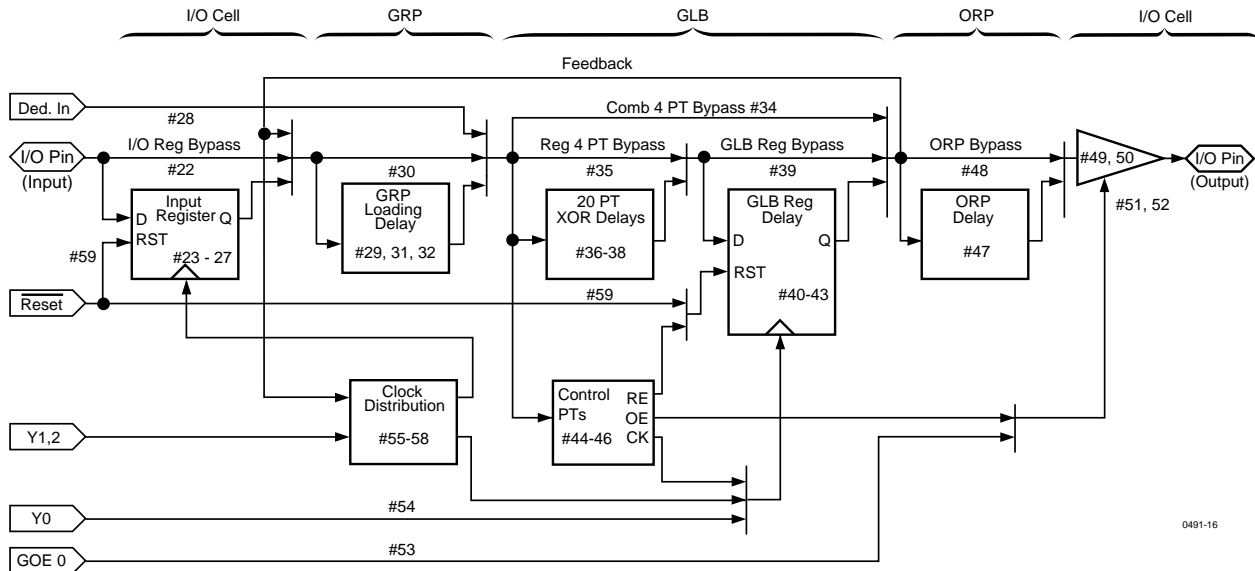 I/O Cell
GRP
GLB
ORP
I/O Cell
Feedback
Ded. In
#28
Comb 4 PT Bypass #34
I/O Pin
(Input)
I/O Reg Bypass
#22
#30
Reg 4 PT Bypass
#35
GLB Reg Bypass
#39
ORP Bypass
#48
#49, 50
I/O Pin
(Output)
Input
Register
D
Q
RST
#23 - 27
#59
GRP
Loading
Delay
#29, 31, 32
20 PT
XOR Delays
#36-38
GLB Reg
Delay
D
Q
RST
#40-43
ORP
Delay
#47
#51, 52
Reset
#59
Clock
Distribution
#55-58
Control
PTs
RE
OE
CK
#44-46
Y1,2
Y0
#54
GOE 0
#53
0491-16